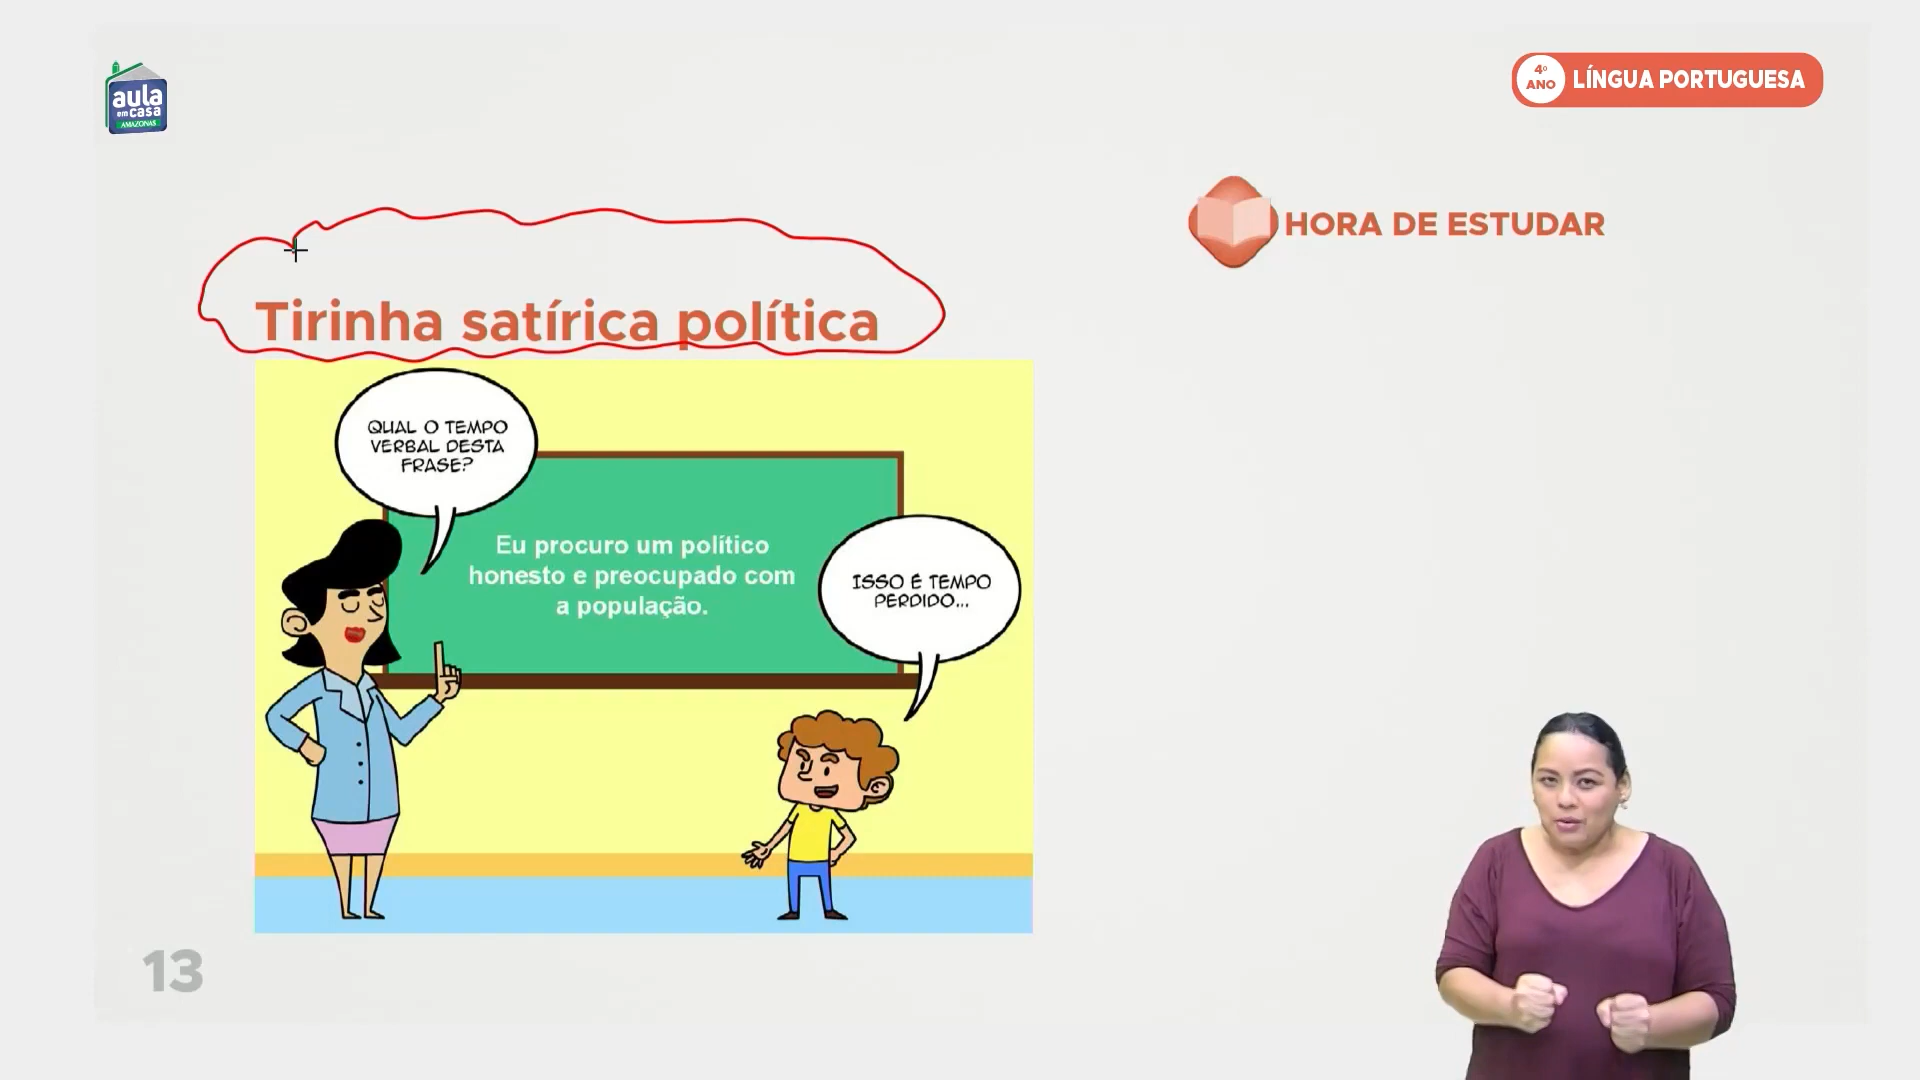 aula
em casa
AMAZONAS
4º
ANO
LÍNGUA PORTUGUESA
HORA DE ESTUDAR
Tirinha satírica política
QUAL O TEMPO
VERBAL DESTA
FRASE?
Eu procuro um político
honesto e preocupado com
a população.
ISSO É TEMPO
PERDIDO...
13